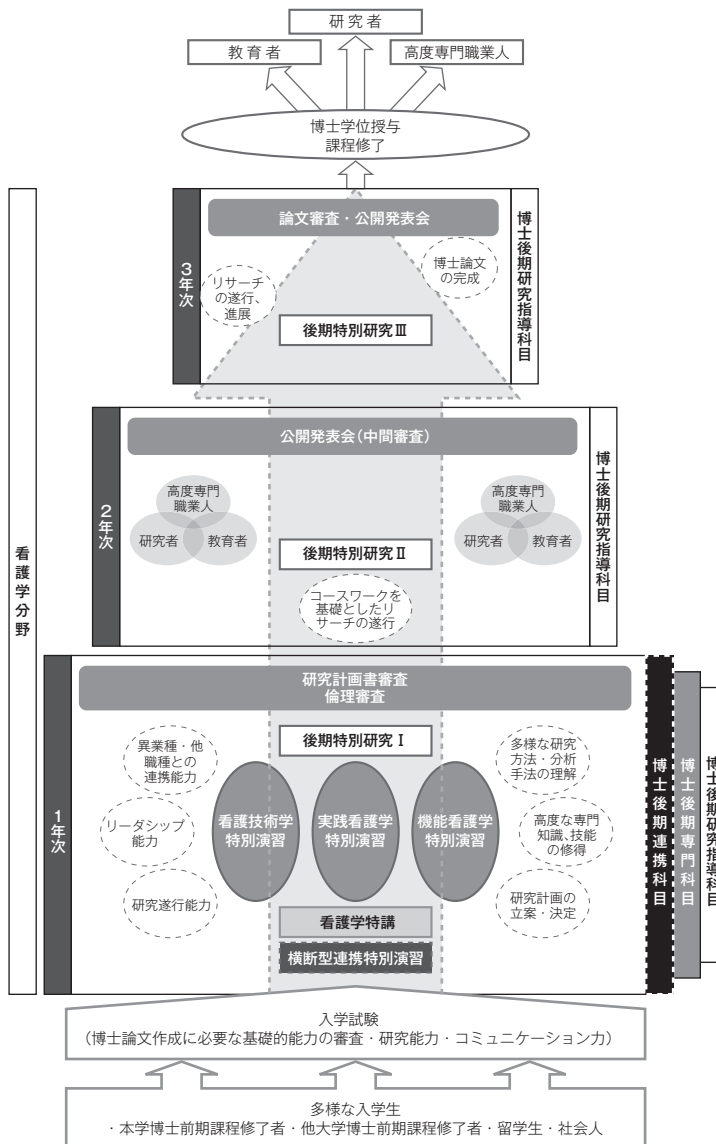 研究者
教育者
高度専門職業人
博士学位授与
課程修了
看護学分野
3年次
論文審査・公開発表会
リサーチ
の遂行、
進展
博士論文
の完成
後期特別研究Ⅲ
博士後期研究指導科目
2年次
公開発表会（中間審査）
高度専門
職業人
研究者
教育者
高度専門
職業人
研究者
教育者
後期特別研究Ⅱ
コースワークを
基礎としたリ
サーチの遂行
博士後期研究指導科目
1年次
研究計画書審査
倫理審査
後期特別研究Ⅰ
異業種・他
職種との
連携能力
リーダシップ
能力
研究遂行能力
看護技術学
特別演習
実践看護学
特別演習
機能看護学
特別演習
多様な研究
方法・分析
手法の理解
高度な専門
知識、技能
の修得
研究計画の
立案・決定
看護学特講
横断型連携特別演習
博士後期連携科目
博士後期専門科目
博士後期研究指導科目
入学試験
（博士論文作成に必要な基礎的能力の審査・研究能力・コミュニケーション力）
多様な入学生
・本学博士前期課程修了者・他大学博士前期課程修了者・留学生・社会人